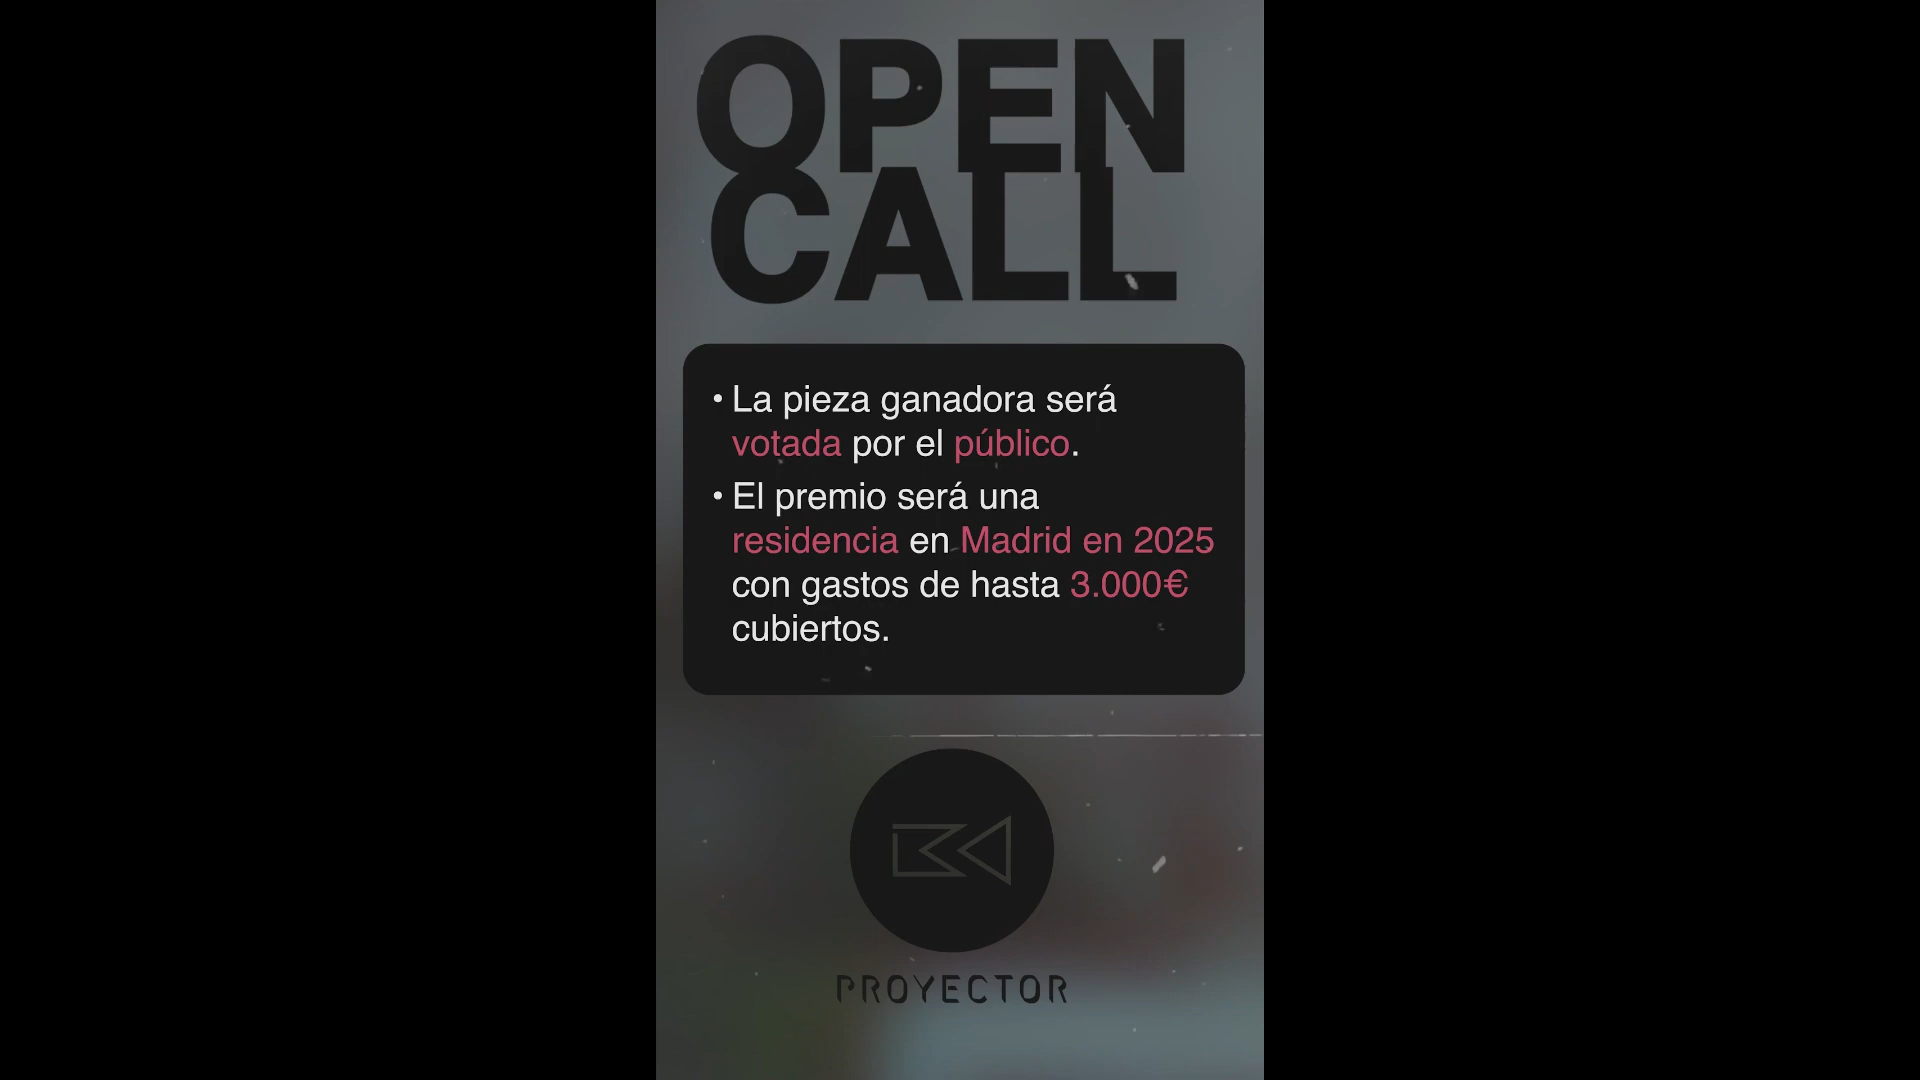 OPEN
CALL
• La pieza ganadora será
votada por el público.
• El premio será una
residencia en Madrid en 2025
con gastos de hasta 3.000€
cubiertos.
PROYECTOR